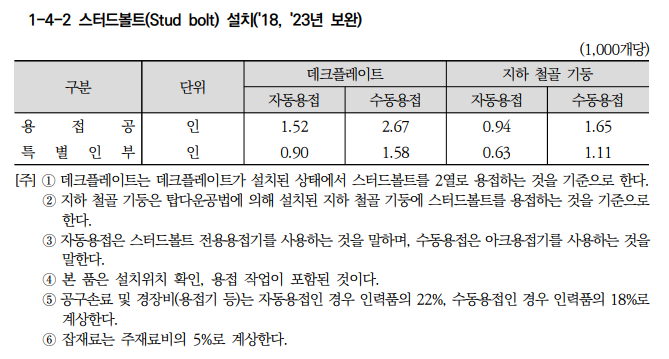 1-4-2 스터드볼트(Stud bolt) 설치('18, '23년 보완)
(1,000개당)
구분 단위 데크플레이트 지하 철골 기둥
자동용접 수동용접 자동용접 수동용접
용 접 공 인 1.52 2.67 0.94 1.65
특 별 인 부 인 0.90 1.58 0.63 1.11
[주] ① 데크플레이트는 데크플레이트가 설치된 상태에서 스터드볼트를 2열로 용접하는 것을 기준으로 한다.
② 지하 철골 기둥은 탑다운공법에 의해 설치된 지하 철골 기둥에 스터드볼트를 용접하는 것을 기준으로
한다.
③ 자동용접은 스터드볼트 전용용접기를 사용하는 것을 말하며, 수동용접은 아크용접기를 사용하는 것을
말한다.
④ 본 품은 설치위치 확인, 용접 작업이 포함된 것이다.
⑤ 공구손료 및 경장비(용접기 등)는 자동용접인 경우 인력품의 22%, 수동용접인 경우 인력품의 18%로
계상한다.
⑥ 잡재료는 주재료비의 5%로 계상한다.